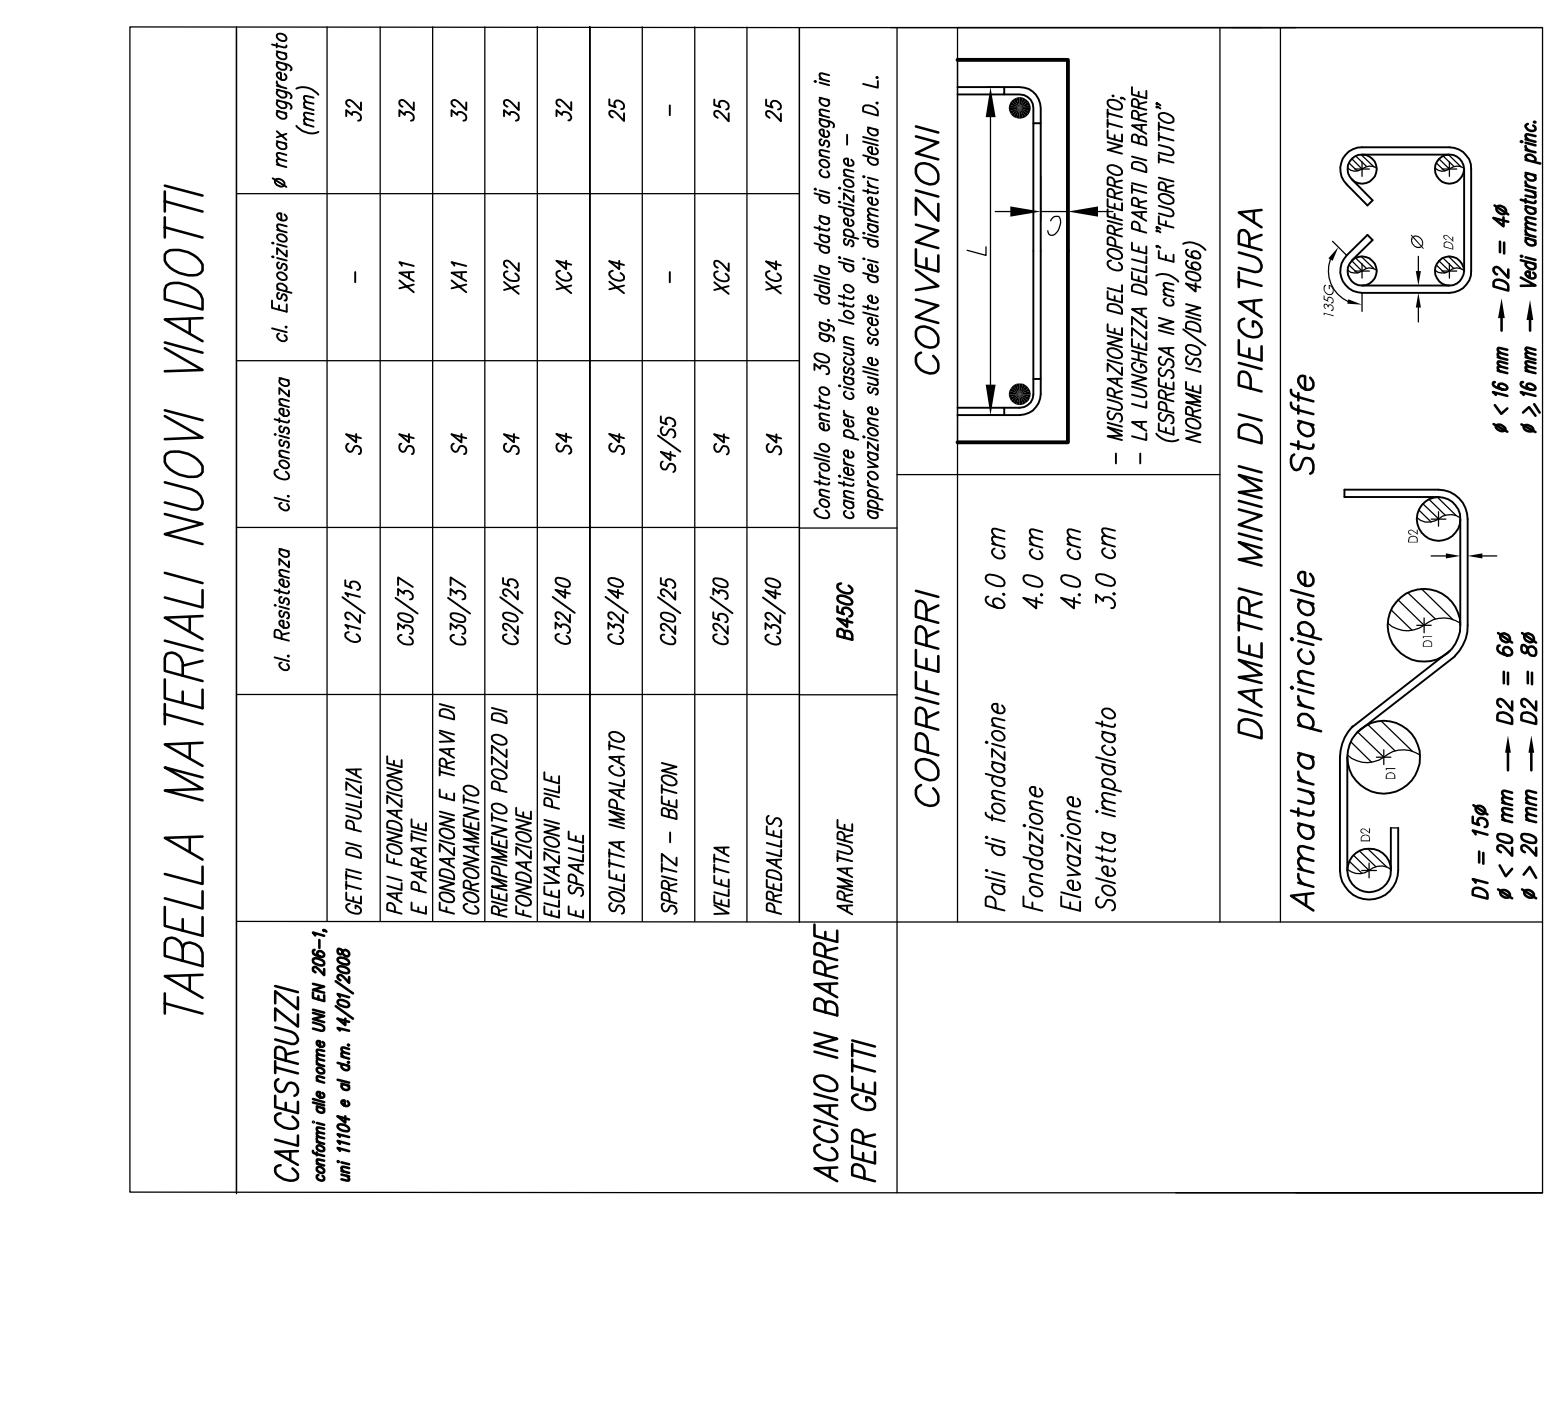 TABELLA MATERIALI NUOVI VIADOTTI
CALCESTRUZZI
conformi alle norme UNI EN 206-1,
uni 11104 e al d.m. 14/01/2008
cl. Resistenza cl. Consistenza cl. Esposizione ø max aggregato
(mm)
GETTI DI PULIZIA C12/15 S4 - 32
PALI FONDAZIONE
E PARATIE C30/37 S4 XA1 32
FONDAZIONI E TRAVI DI
CORONAMENTO C30/37 S4 XA1 32
RIEMPIMENTO POZZO DI
FONDAZIONE C20/25 S4 XC2 32
ELEVAZIONI PILE
E SPALLE C32/40 S4 XC4 32
SOLETTA IMPALCATO C32/40 S4 XC4 25
SPRITZ - BETON C20/25 S4/S5 - -
VELETTA C25/30 S4 XC2 25
PREDALLES C32/40 S4 XC4 25
ACCIAIO IN BARRE
PER GETTI
ARMATURE B450C
Controllo entro 30 gg. dalla data di consegna in
cantiere per ciascun lotto di spedizione -
approvazione sulle scelte dei diametri della D. L.
COPRIFERRI
Pali di fondazione 6.0 cm
Fondazione 4.0 cm
Elevazione 4.0 cm
Soletta impalcato 3.0 cm
CONVENZIONI
L
C
- MISURAZIONE DEL COPRIFERRO NETTO;
- LA LUNGHEZZA DELLE PARTI DI BARRE
(ESPRESSA IN cm) E' "FUORI TUTTO"
NORME ISO/DIN 4066)
DIAMETRI MINIMI DI PIEGATURA
Armatura principale
D2
D1
D1
D2
D1 = 15ø
ø < 20 mm → D2 = 6ø
ø > 20 mm → D2 = 8ø
Staffe
135G
Ø
D2
ø < 16 mm → D2 = 4ø
ø ⩾ 16 mm → Vedi armatura princ.